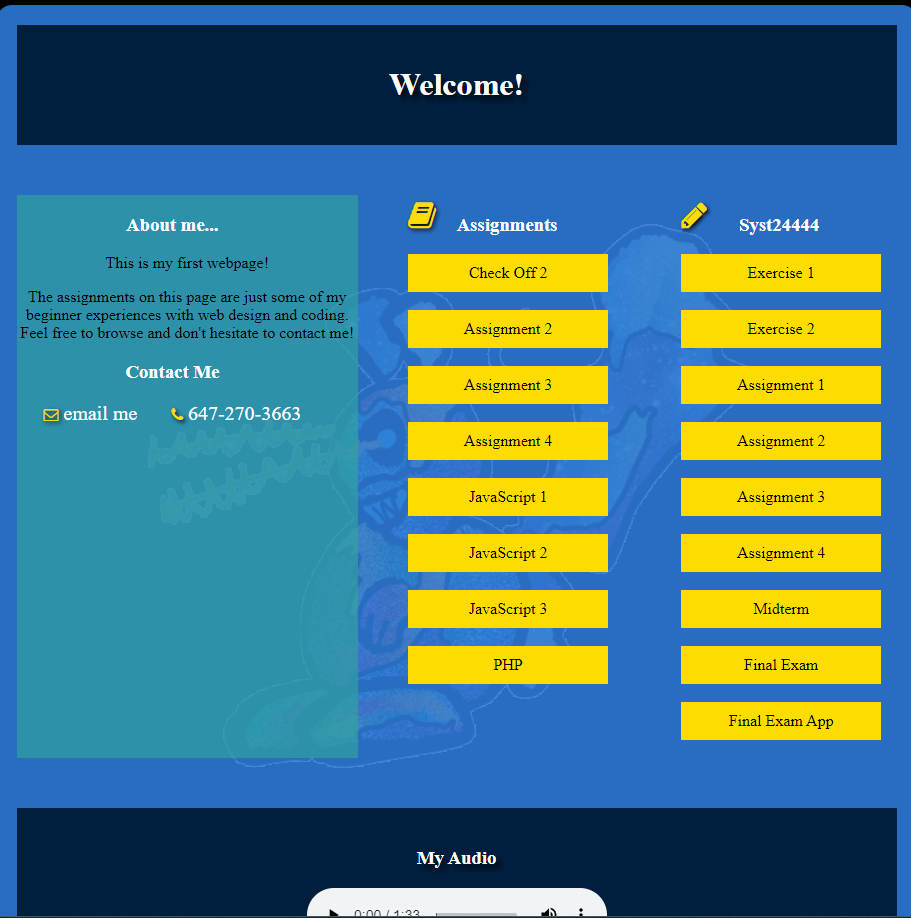 Welcome!
About me...
This is my first webpage!
The assignments on this page are just some of my
beginner experiences with web design and coding.
Feel free to browse and don't hesitate to contact me!
Contact Me
email me 647-270-3663
Assignments
Check Off 2
Assignment 2
Assignment 3
Assignment 4
JavaScript 1
JavaScript 2
JavaScript 3
PHP
Syst24444
Exercise 1
Exercise 2
Assignment 1
Assignment 2
Assignment 3
Assignment 4
Midterm
Final Exam
Final Exam App
My Audio
0:00 / 1:33